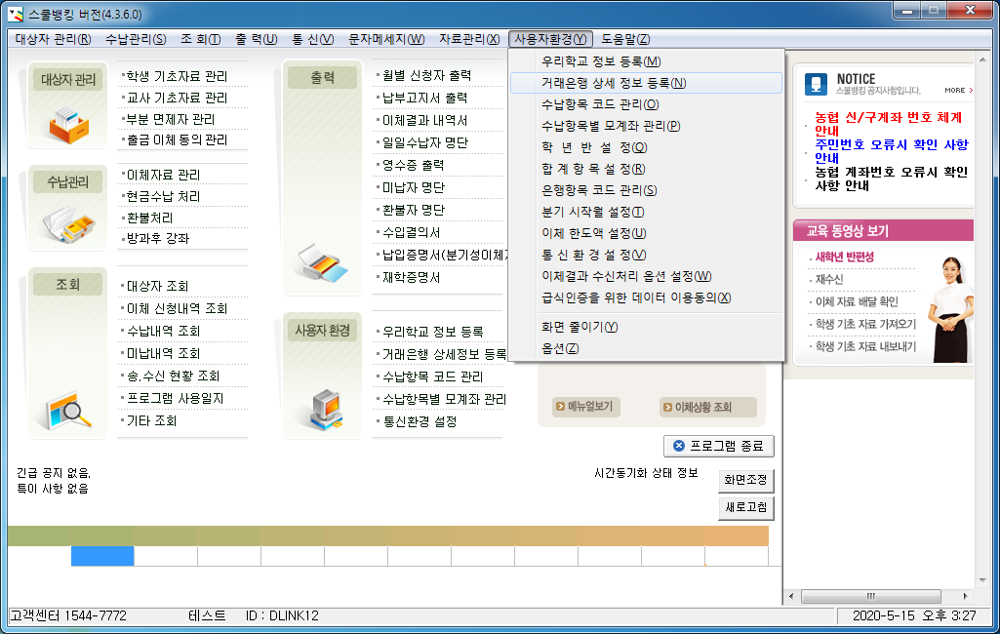 스쿨뱅킹 버전(4.3.6.0)
대상자 관리(R) 수납관리(S) 조 회(T) 출 력(U) 통 신(V) 문자메세지(W) 자료관리(X) 사용자환경(Y) 도움말(Z)
대상자 관리
학생 기초자료 관리
교사 기초자료 관리
부분 면제자 관리
출금 이체 동의 관리
수납관리
이체자료 관리
현금수납 처리
환불처리
방과후 강좌
조회
대상자 조회
이체 신청내역 조회
수납내역 조회
미납내역 조회
송,수신 현황 조회
프로그램 사용일지
기타 조회
출력
월별 신청자 출력
납부고지서 출력
이체결과 내역서
일일수납자 명단
영수증 출력
미납자 명단
환불자 명단
수입결의서
납입증명서(분기성이체
재학증명서
사용자 환경
우리학교 정보 등록
거래은행 상세정보 등록
수납항목 코드 관리
수납항목별 모계좌 관리
통신환경 설정
우리학교 정보 등록(M)
거래은행 상세 정보 등록(N)
수납항목 코드 관리(O)
수납항목별 모계좌 관리(P)
학 년 반 설 정(Q)
합 계 항 목 설 정(R)
은행항목 코드 관리(S)
분기 시작월 설정(T)
이체 한도액 설정(U)
통 신 환 경 설 정(V)
이체결과 수신처리 옵션 설정(W)
급식인증을 위한 데이터 이용동의(X)
화면 줄이기(Y)
옵션(Z)
메뉴얼보기
이체상황 조회
프로그램 종료
NOTICE
스쿨뱅킹 공지사항입니다.
MORE
농협 신/구계좌 번호 체계
안내
주민번호 오류시 확인 사항
안내
농협 계좌번호 오류시 확인
사항 안내
교육 동영상 보기
새학년 반편성
재수신
이체 자료 배달 확인
학생 기초 자료 가져오기
학생 기초 자료 내보내기
긴급 공지 없음.
특이 사항 없음
시간동기화 상태 정보
화면조정
새로고침
고객센터 1544-7772 테스트 ID : DLINK12 2020-5-15 오후 3:27